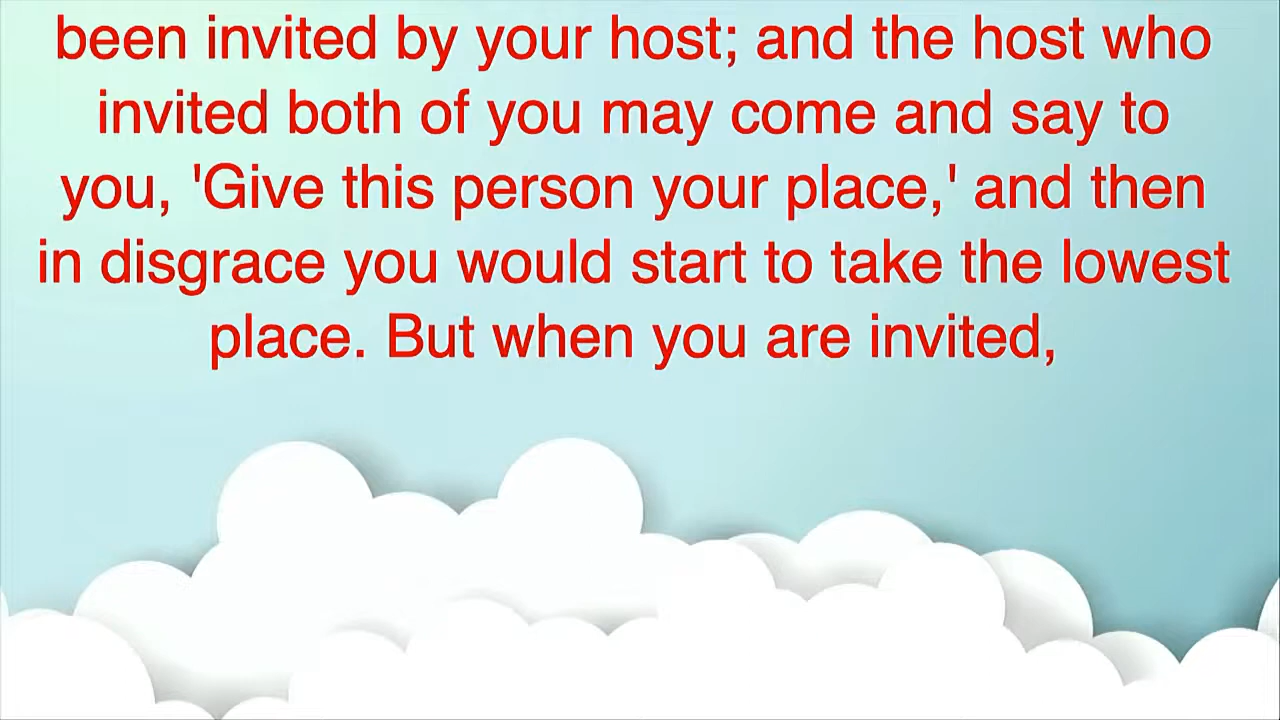 been invited by your host; and the host who
invited both of you may come and say to
you, 'Give this person your place,' and then
in disgrace you would start to take the lowest
place. But when you are invited,